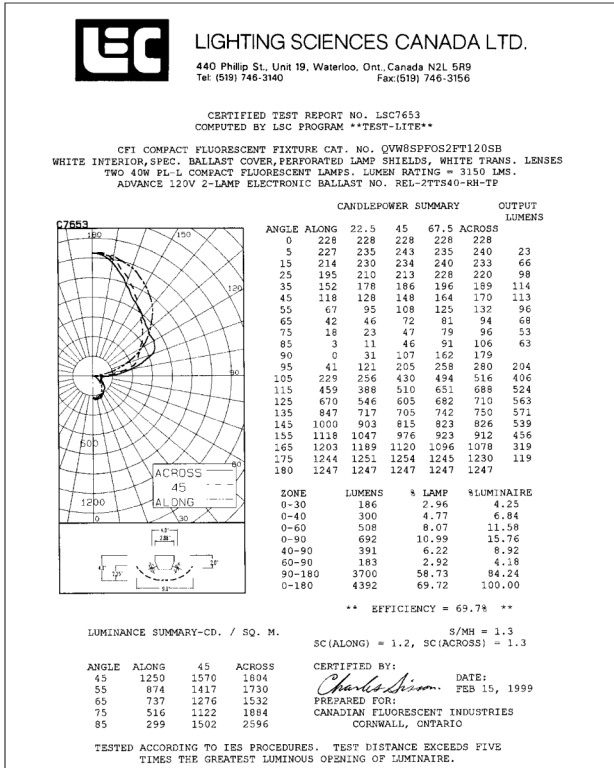 LSC
LIGHTING SCIENCES CANADA LTD.
440 Phillip St., Unit 19, Waterloo, Ont., Canada N2L 5R9
Tel: (519) 746-3140 Fax:(519) 746-3156
CERTIFIED TEST REPORT NO. LSC7653
COMPUTED BY LSC PROGRAM **TEST-LITE**
CFI COMPACT FLUORESCENT FIXTURE CAT. NO. QVW8SPFOS2FT120SB
WHITE INTERIOR,SPEC. BALLAST COVER,PERFORATED LAMP SHIELDS, WHITE TRANS. LENSES
TWO 40W PL-L COMPACT FLUORESCENT LAMPS. LUMEN RATING = 3150 LMS.
ADVANCE 120V 2-LAMP ELECTRONIC BALLAST NO. REL-2TTS40-RH-TP
C7653
180 150
120
90
600
60
1200
0 30
ACROSS
45
ALONG
CANDLEPOWER SUMMARY OUTPUT
LUMENS
ANGLE ALONG 22.5 45 67.5 ACROSS
0 228 228 228 228 228
5 227 235 243 235 240 23
15 214 230 234 240 233 66
25 195 210 213 228 220 98
35 152 178 186 196 189 114
45 118 128 148 164 170 113
55 67 95 108 125 132 96
65 42 46 72 81 94 68
75 18 23 47 79 96 53
85 3 11 46 91 106 63
90 0 31 107 162 179
95 41 121 205 258 280 204
105 229 256 430 494 516 406
115 459 388 510 651 688 524
125 670 546 605 682 710 563
135 847 717 705 742 750 571
145 1000 903 815 823 826 539
155 1118 1047 976 923 912 456
165 1203 1189 1120 1096 1078 319
175 1244 1251 1254 1245 1230 119
180 1247 1247 1247 1247 1247
ZONE LUMENS % LAMP %LUMINAIRE
0-30 186 2.96 4.25
0-40 300 4.77 6.84
0-60 508 8.07 11.58
0-90 692 10.99 15.76
40-90 391 6.22 8.92
60-90 183 2.92 4.18
90-180 3700 58.73 84.24
0-180 4392 69.72 100.00
** EFFICIENCY = 69.7% **
LUMINANCE SUMMARY-CD. / SQ. M.
S/MH = 1.3
SC(ALONG) = 1.2, SC(ACROSS) = 1.3
ANGLE ALONG 45 ACROSS
45 1250 1570 1804
55 874 1417 1730
65 737 1276 1532
75 516 1122 1884
85 299 1502 2596
CERTIFIED BY:
Charles Sisson.
DATE:
FEB 15, 1999
PREPARED FOR:
CANADIAN FLUORESCENT INDUSTRIES
CORNWALL, ONTARIO
TESTED ACCORDING TO IES PROCEDURES. TEST DISTANCE EXCEEDS FIVE
TIMES THE GREATEST LUMINOUS OPENING OF LUMINAIRE.